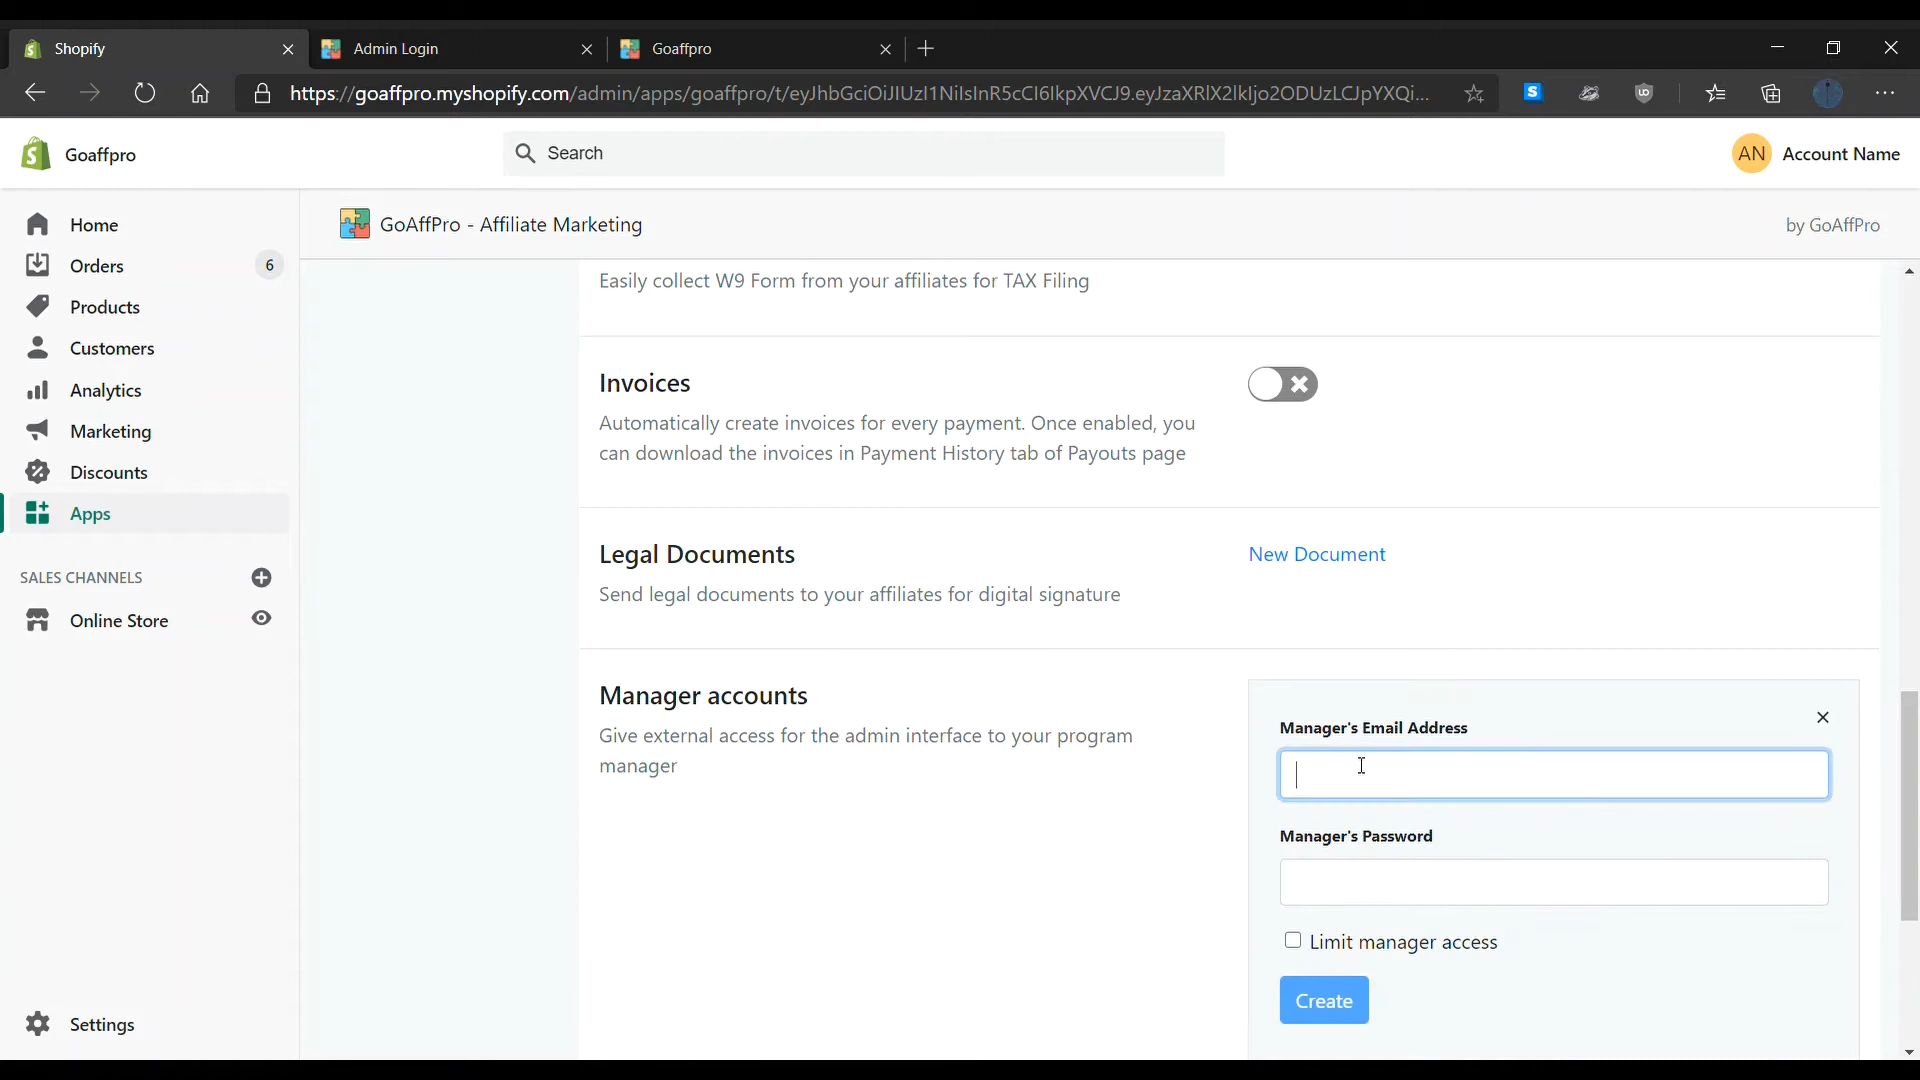 Shopify
Admin Login
Goaffpro
https://goaffpro.myshopify.com/admin/apps/goaffpro/t/eyJhbGciOiJIUzI1NiIsInR5cCI6IkpXVCJ9.eyJzaXRlX2lkIjo2ODUzLCJpYXQi...
Goaffpro
Search
AN Account Name
Home
Orders 6
Products
Customers
Analytics
Marketing
Discounts
Apps
SALES CHANNELS
Online Store
Settings
GoAffPro - Affiliate Marketing
by GoAffPro
Easily collect W9 Form from your affiliates for TAX Filing
Invoices
Automatically create invoices for every payment. Once enabled, you
can download the invoices in Payment History tab of Payouts page
Legal Documents
New Document
Send legal documents to your affiliates for digital signature
Manager accounts
Give external access for the admin interface to your program
manager
Manager's Email Address
Manager's Password
Limit manager access
Create